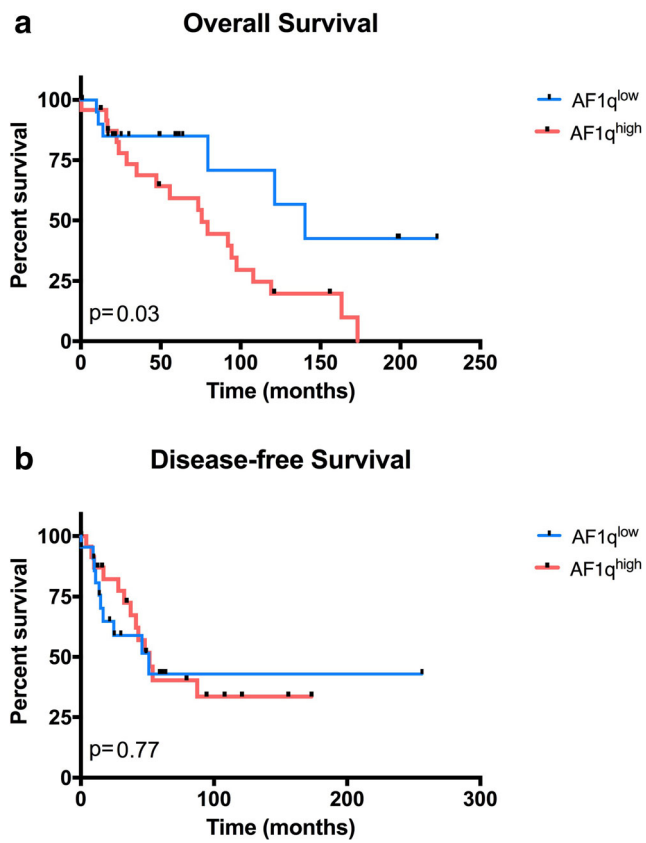 a
Overall Survival
100
75
50
25
0
Percent survival
p=0.03
0 50 100 150 200 250
Time (months)
AF1qlow
AF1qhigh
b
Disease-free Survival
100
75
50
25
0
Percent survival
p=0.77
0 100 200 300
Time (months)
AF1qlow
AF1qhigh